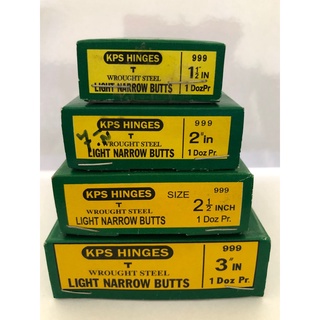 KPS HINGES
T
WROUGHT STEEL
LIGHT NARROW BUTTS
999
1½" IN
1 Doz Pr
KPS HINGES
T
WROUGHT STEEL
LIGHT NARROW BUTTS
999
2" IN
1 Doz Pr.
KPS HINGES
T
WROUGHT STEEL
LIGHT NARROW BUTTS
SIZE
999
2½ INCH
1 Doz Pr.
KPS HINGES
T
WROUGHT STEEL
LIGHT NARROW BUTTS
999
3" IN
1 Doz Pr.